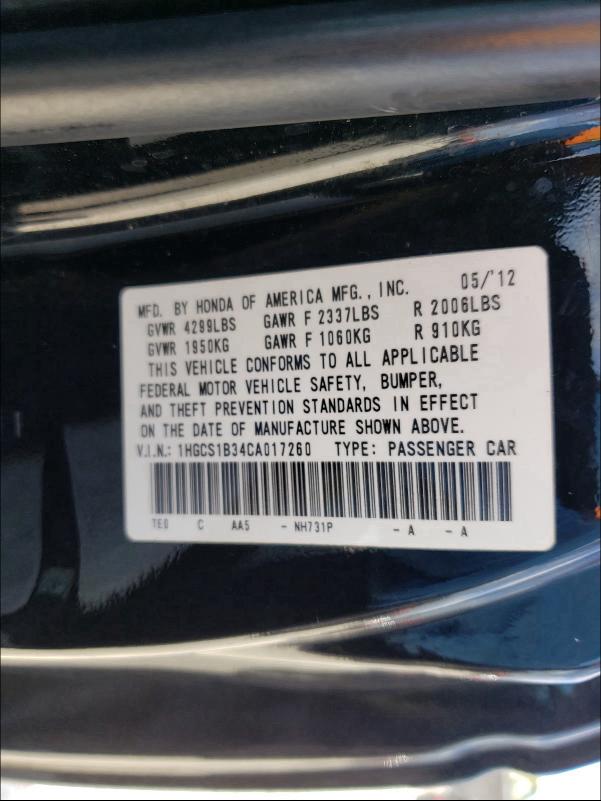 MFD. BY HONDA OF AMERICA MFG., INC. 05/'12
GVWR 4299LBS GAWR F 2337LBS R 2006LBS
GVWR 1950KG GAWR F 1060KG R 910KG
THIS VEHICLE CONFORMS TO ALL APPLICABLE
FEDERAL MOTOR VEHICLE SAFETY, BUMPER,
AND THEFT PREVENTION STANDARDS IN EFFECT
ON THE DATE OF MANUFACTURE SHOWN ABOVE.
V.I.N.: 1HGCS1B34CA017260 TYPE: PASSENGER CAR
TE0 C AA5 - NH731P - A - A